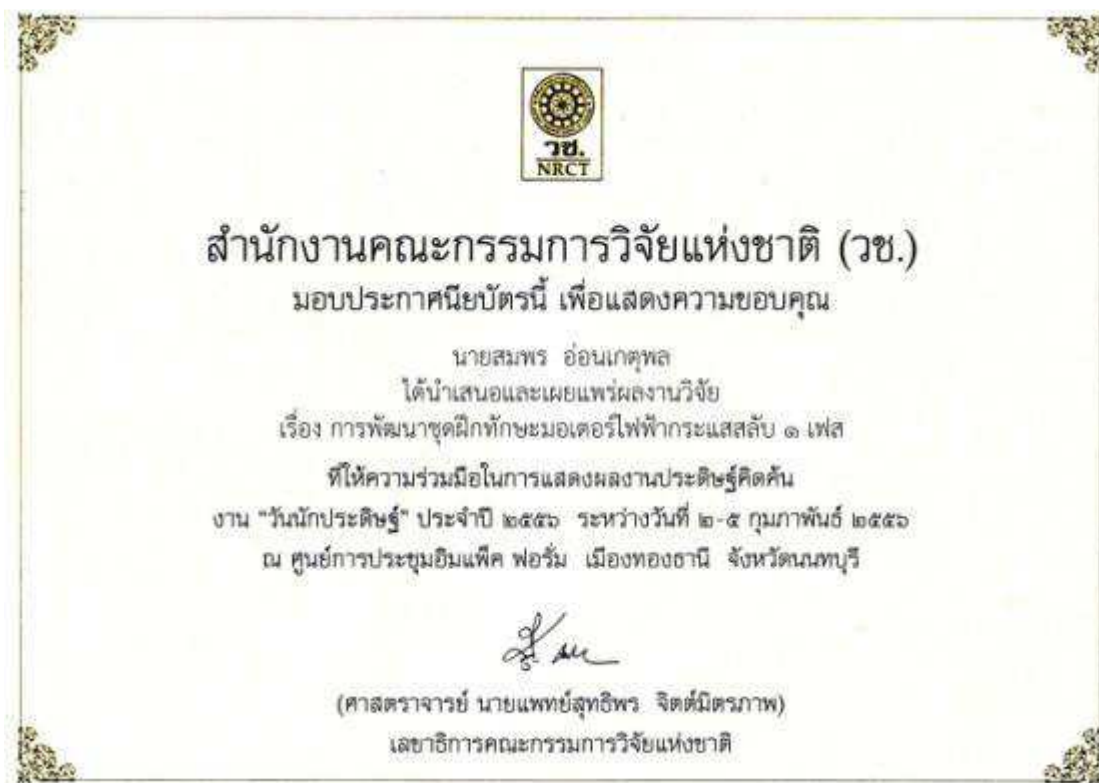 วช.
NRCT
สำนักงานคณะกรรมการวิจัยแห่งชาติ (วช.)
มอบประกาศนียบัตรนี้ เพื่อแสดงความขอบคุณ
นายสมพร อ่อนเกตุพล
ได้นำเสนอและเผยแพร่ผลงานวิจัย
เรื่อง การพัฒนาชุดฝึกทักษะมอเตอร์ไฟฟ้ากระแสสลับ ๑ เฟส
ที่ให้ความร่วมมือในการแสดงผลงานประดิษฐ์คิดค้น
งาน "วันนักประดิษฐ์" ประจำปี ๒๕๕๖ ระหว่างวันที่ ๒-๕ กุมภาพันธ์ ๒๕๕๖
ณ ศูนย์การประชุมอิมแพ็ค ฟอรั่ม เมืองทองธานี จังหวัดนนทบุรี
(ศาสตราจารย์ นายแพทย์สุทธิพร จิตต์มิตรภาพ)
เลขาธิการคณะกรรมการวิจัยแห่งชาติ